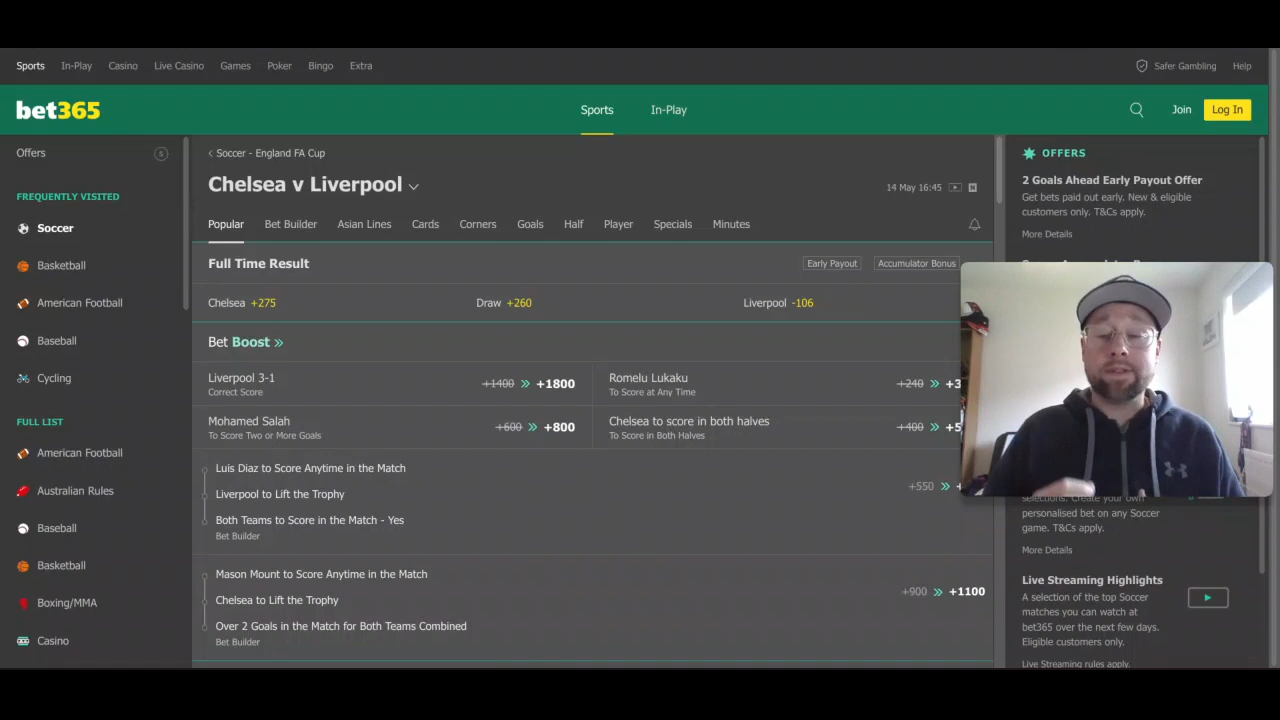 Sports In-Play Casino Live Casino Games Poker Bingo Extra
Safer Gambling Help
bet365
Sports In-Play
Join Log In
Offers 5
FREQUENTLY VISITED
Soccer
Basketball
American Football
Baseball
Cycling
FULL LIST
American Football
Australian Rules
Baseball
Basketball
Boxing/MMA
Casino
Soccer - England FA Cup
Chelsea v Liverpool
14 May 16:45
Popular Bet Builder Asian Lines Cards Corners Goals Half Player Specials Minutes
Full Time Result Early Payout Accumulator Bonus
Chelsea +275 Draw +260 Liverpool -106
Bet Boost
Liverpool 3-1 +1400 +1800
Correct Score
Romelu Lukaku +240 +3
To Score at Any Time
Mohamed Salah +600 +800
To Score Two or More Goals
Chelsea to score in both halves +400 +5
To Score in Both Halves
Luis Diaz to Score Anytime in the Match
Liverpool to Lift the Trophy +550
Both Teams to Score in the Match - Yes
Bet Builder
Mason Mount to Score Anytime in the Match
Chelsea to Lift the Trophy +900 +1100
Over 2 Goals in the Match for Both Teams Combined
Bet Builder
OFFERS
2 Goals Ahead Early Payout Offer
Get bets paid out early. New & eligible
customers only. T&Cs apply.
More Details
selections. Create your own
personalised bet on any Soccer
game. T&Cs apply.
More Details
Live Streaming Highlights
A selection of the top Soccer
matches you can watch at
bet365 over the next few days.
Eligible customers only.
Live Streaming rules apply.